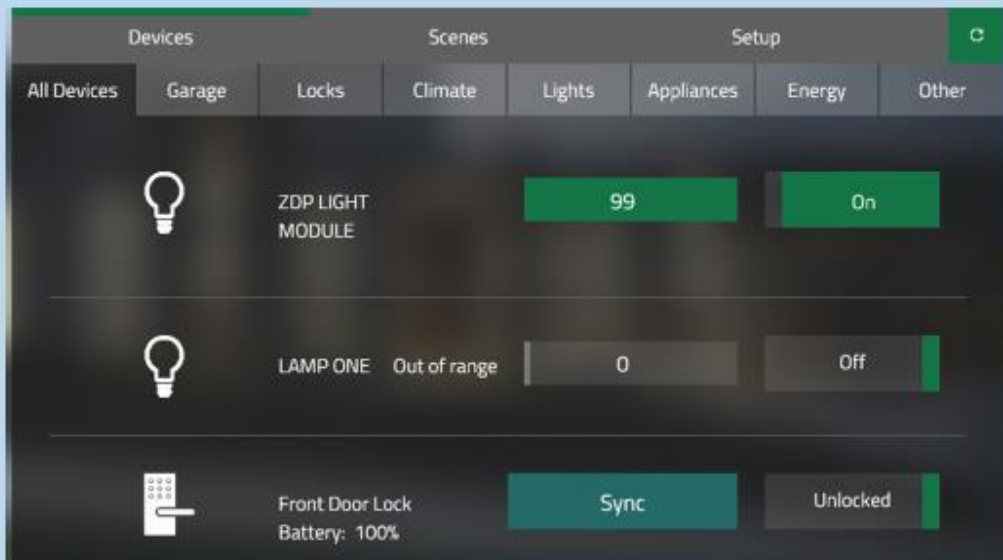 Devices Scenes Setup
All Devices Garage Locks Climate Lights Appliances Energy Other
ZDP LIGHT
MODULE
99 On
LAMP ONE Out of range 0 Off
Front Door Lock
Battery: 100%
Sync Unlocked